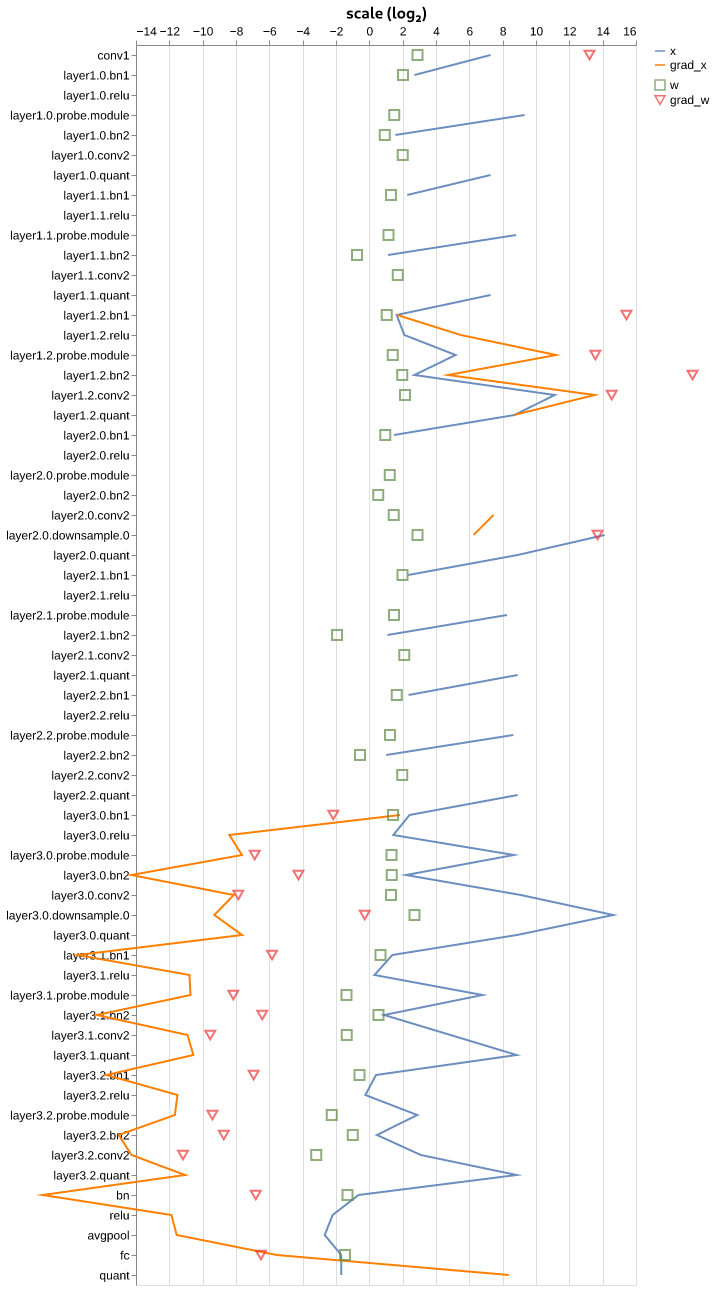 scale (log₂)
−14 −12 −10 −8 −6 −4 −2 0 2 4 6 8 10 12 14 16
x
grad_x
w
grad_w
conv1
layer1.0.bn1
layer1.0.relu
layer1.0.probe.module
layer1.0.bn2
layer1.0.conv2
layer1.0.quant
layer1.1.bn1
layer1.1.relu
layer1.1.probe.module
layer1.1.bn2
layer1.1.conv2
layer1.1.quant
layer1.2.bn1
layer1.2.relu
layer1.2.probe.module
layer1.2.bn2
layer1.2.conv2
layer1.2.quant
layer2.0.bn1
layer2.0.relu
layer2.0.probe.module
layer2.0.bn2
layer2.0.conv2
layer2.0.downsample.0
layer2.0.quant
layer2.1.bn1
layer2.1.relu
layer2.1.probe.module
layer2.1.bn2
layer2.1.conv2
layer2.1.quant
layer2.2.bn1
layer2.2.relu
layer2.2.probe.module
layer2.2.bn2
layer2.2.conv2
layer2.2.quant
layer3.0.bn1
layer3.0.relu
layer3.0.probe.module
layer3.0.bn2
layer3.0.conv2
layer3.0.downsample.0
layer3.0.quant
layer3.1.bn1
layer3.1.relu
layer3.1.probe.module
layer3.1.bn2
layer3.1.conv2
layer3.1.quant
layer3.2.bn1
layer3.2.relu
layer3.2.probe.module
layer3.2.bn2
layer3.2.conv2
layer3.2.quant
bn
relu
avgpool
fc
quant